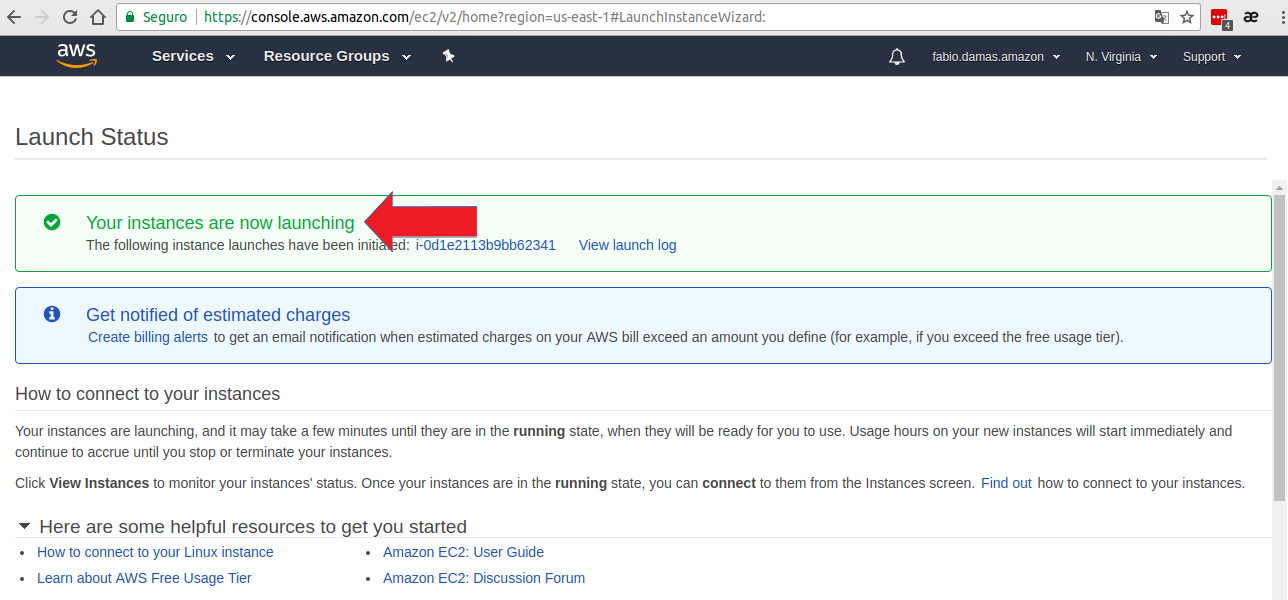 Seguro https://console.aws.amazon.com/ec2/v2/home?region=us-east-1#LaunchInstanceWizard: 4 æ
aws Services Resource Groups fabio.damas.amazon N. Virginia Support
Launch Status
Your instances are now launching
The following instance launches have been initiated: i-0d1e2113b9bb62341 View launch log
Get notified of estimated charges
Create billing alerts to get an email notification when estimated charges on your AWS bill exceed an amount you define (for example, if you exceed the free usage tier).
How to connect to your instances
Your instances are launching, and it may take a few minutes until they are in the running state, when they will be ready for you to use. Usage hours on your new instances will start immediately and
continue to accrue until you stop or terminate your instances.
Click View Instances to monitor your instances' status. Once your instances are in the running state, you can connect to them from the Instances screen. Find out how to connect to your instances.
Here are some helpful resources to get you started
• How to connect to your Linux instance • Amazon EC2: User Guide
• Learn about AWS Free Usage Tier • Amazon EC2: Discussion Forum